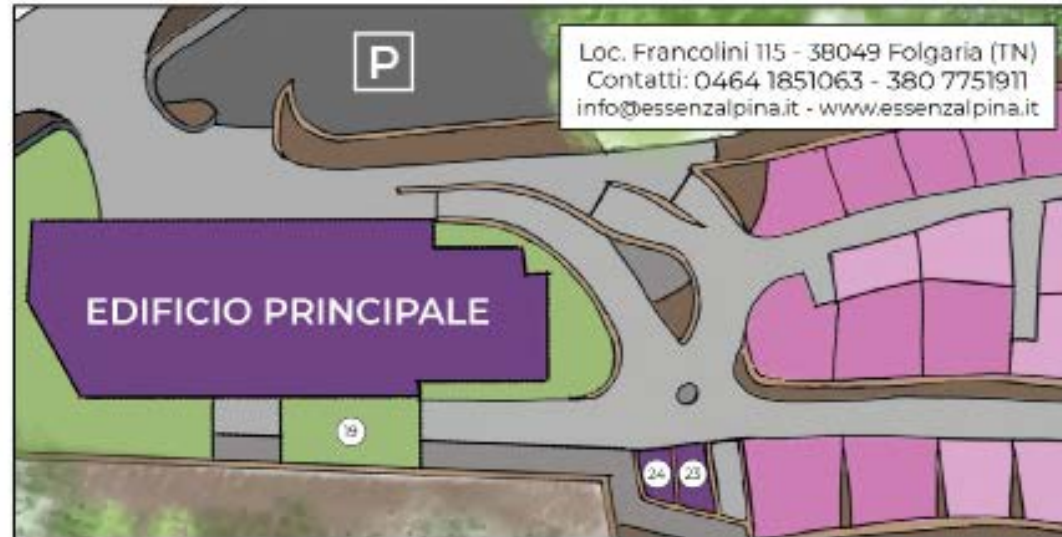 P
Loc. Francolini 115 - 38049 Folgaria (TN)
Contatti: 0464 1851063 - 380 7751911
info@essenzalpina.it - www.essenzalpina.it
EDIFICIO PRINCIPALE
19
24
23